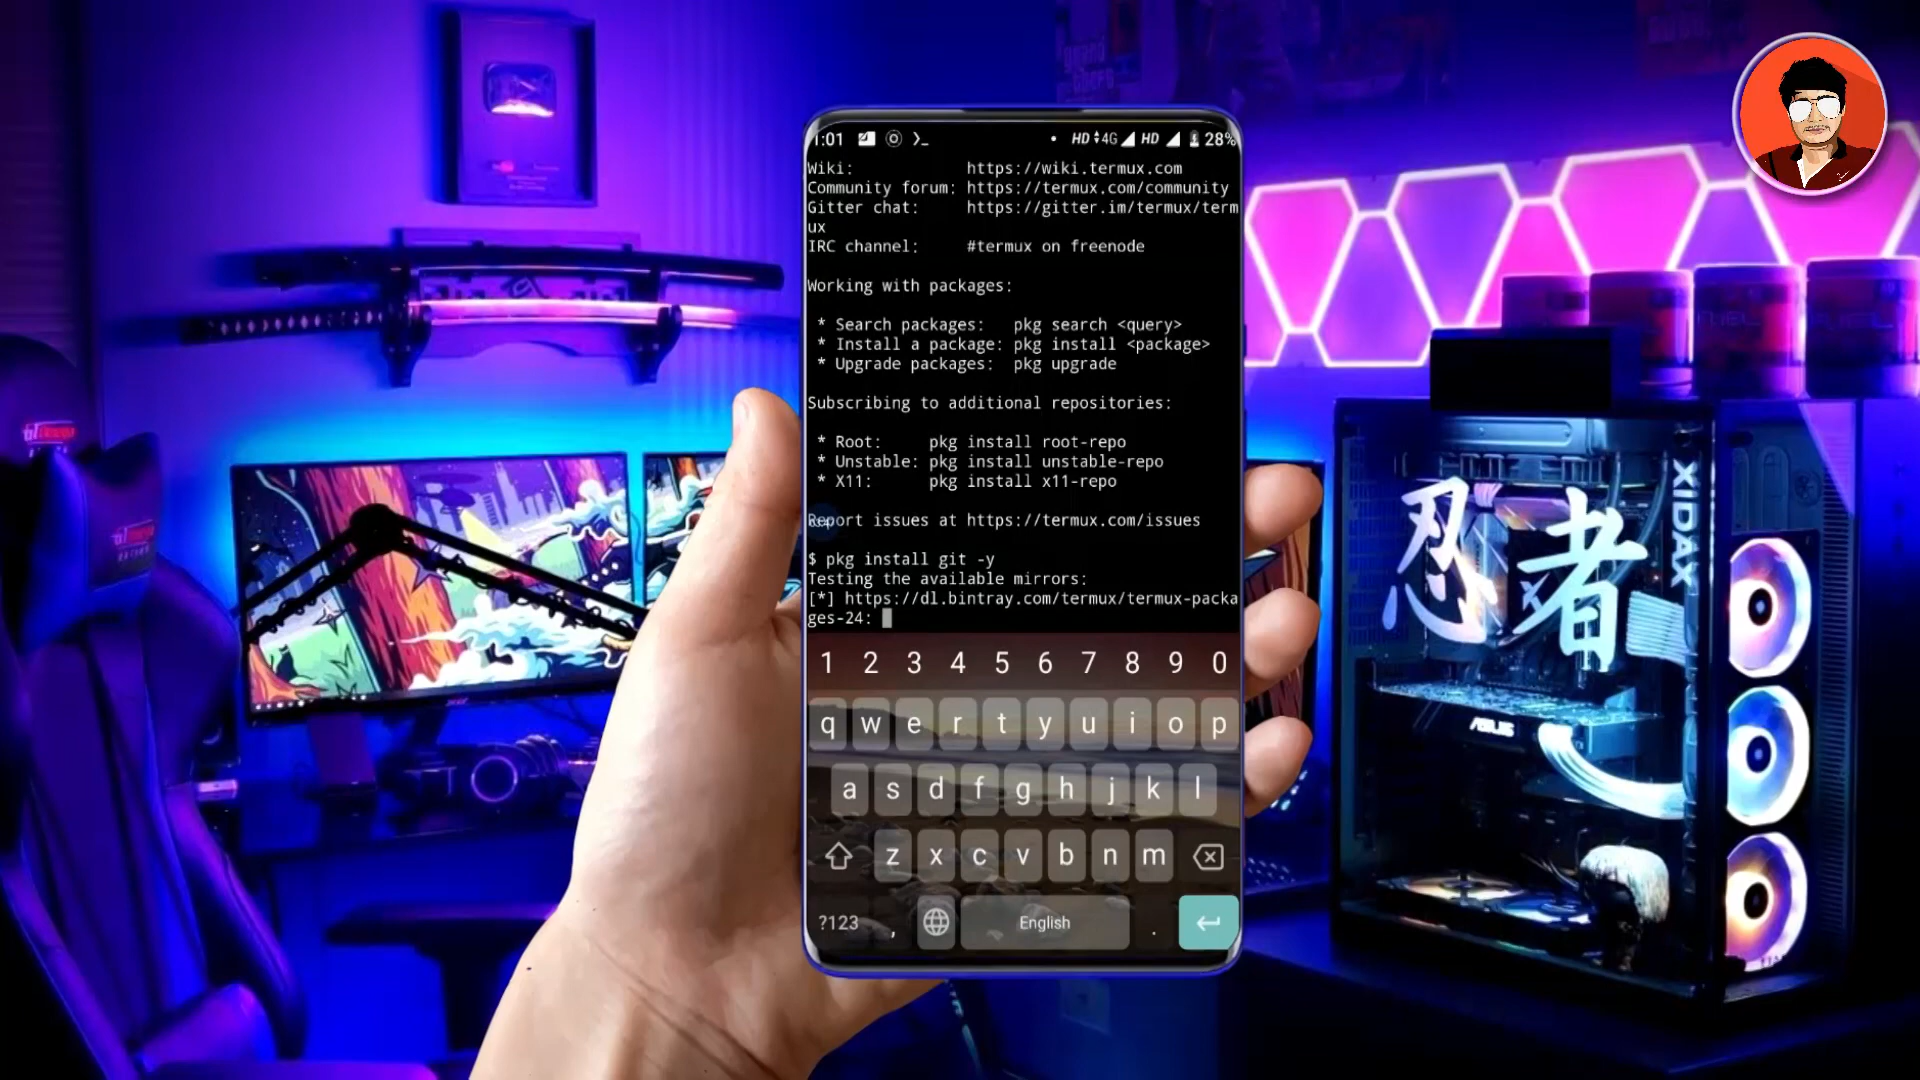 1:01 HD 4G HD 28%
Wiki: https://wiki.termux.com
Community forum: https://termux.com/community
Gitter chat: https://gitter.im/termux/term
ux
IRC channel: #termux on freenode
Working with packages:
* Search packages: pkg search <query>
* Install a package: pkg install <package>
* Upgrade packages: pkg upgrade
Subscribing to additional repositories:
* Root: pkg install root-repo
* Unstable: pkg install unstable-repo
* X11: pkg install x11-repo
Report issues at https://termux.com/issues
$ pkg install git -y
Testing the available mirrors:
[*] https://dl.bintray.com/termux/termux-packa
ges-24:
1 2 3 4 5 6 7 8 9 0
q w e r t y u i o p
a s d f g h j k l
z x c v b n m
?123 , English .
忍者
XIDAX
ASUS
acer